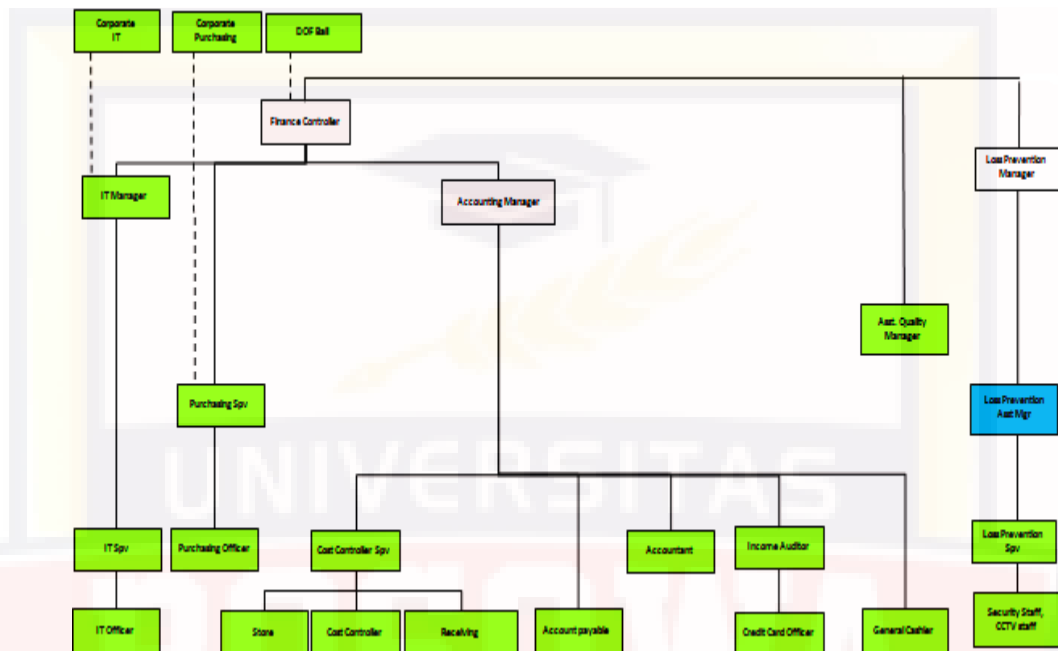 Corporate
IT
Corporate
Purchasing
DOF Bali
Finance Controller
Loss Prevention
Manager
IT Manager
Accounting Manager
Asst. Quality
Manager
Purchasing Spv
Loss Prevention
Asst Mgr
UNIVERSITAS
IT Spv
Purchasing Officer
Cost Controller Spv
Accountant
Income Auditor
Loss Prevention
Spv
IT Officer
Store
Cost Controller
Receiving
Account payable
Credit Card Officer
General Cashier
Security Staff,
CCTV staff